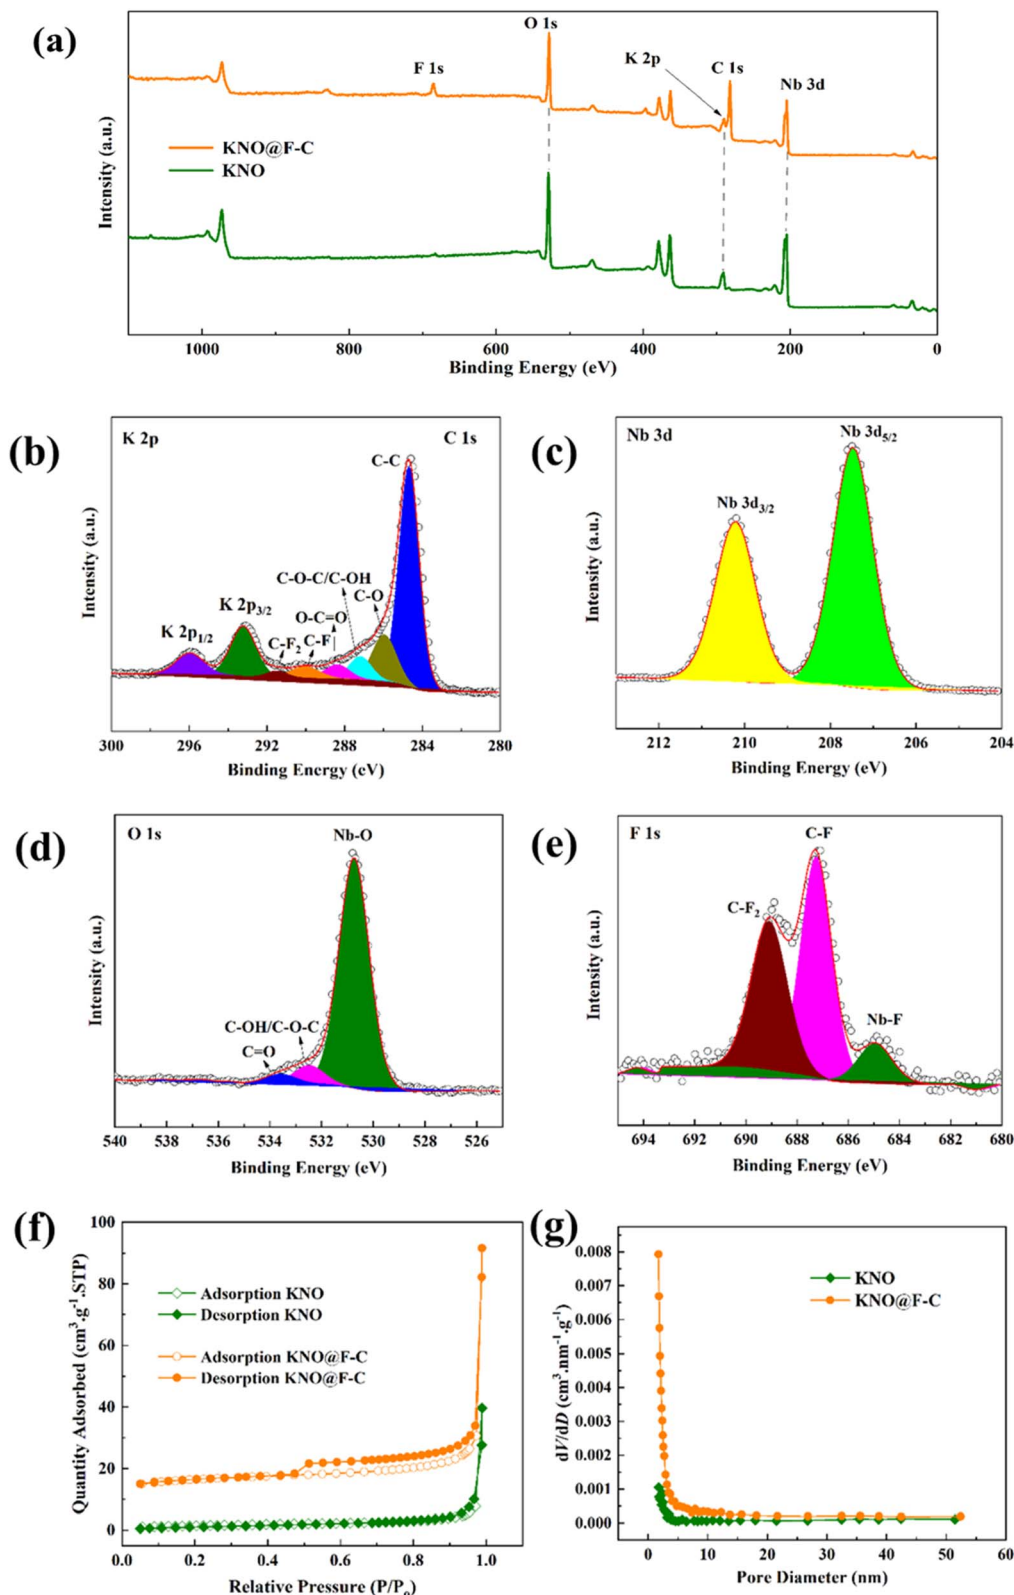 (a)
O 1s
K 2p
C 1s
Nb 3d
F 1s
KNO@F-C
KNO
Intensity (a.u.)
1000 800 600 400 200 0
Binding Energy (eV)
(b)
K 2p
C 1s
C-C
C-O-C/C-OH
C-O
O-C=O
K 2p3/2
K 2p1/2
C-F2
C-F
Intensity (a.u.)
300 296 292 288 284 280
Binding Energy (eV)
(c)
Nb 3d
Nb 3d5/2
Nb 3d3/2
Intensity (a.u.)
212 210 208 206 204
Binding Energy (eV)
(d)
O 1s
Nb-O
C-OH/C-O-C
C=O
Intensity (a.u.)
540 538 536 534 532 530 528 526
Binding Energy (eV)
(e)
F 1s
C-F
C-F2
Nb-F
Intensity (a.u.)
694 692 690 688 686 684 682 680
Binding Energy (eV)
(f)
Quantity Adsorbed (cm3.g-1.STP)
100
80
60
40
20
0
Adsorption KNO
Desorption KNO
Adsorption KNO@F-C
Desorption KNO@F-C
0.0 0.2 0.4 0.6 0.8 1.0
Relative Pressure (P/P0)
(g)
dV/dD (cm3.nm-1.g-1)
0.008
0.007
0.006
0.005
0.004
0.003
0.002
0.001
0.000
KNO
KNO@F-C
0 10 20 30 40 50 60
Pore Diameter (nm)